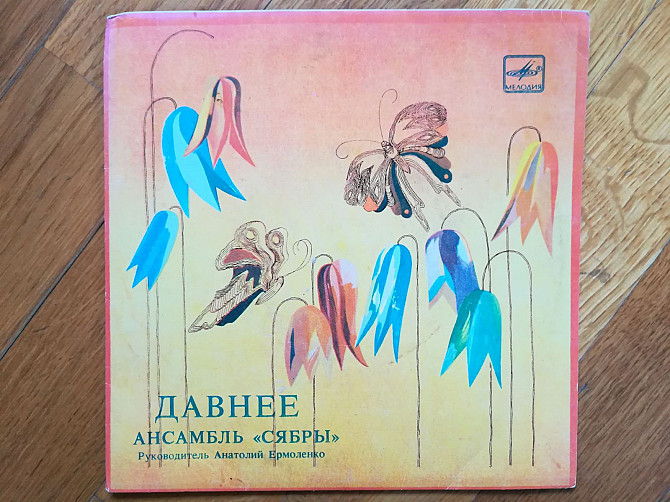 МЕЛОДИЯ
ДАВНЕЕ
АНСАМБЛЬ «СЯБРЫ»
Руководитель Анатолий Ермоленко